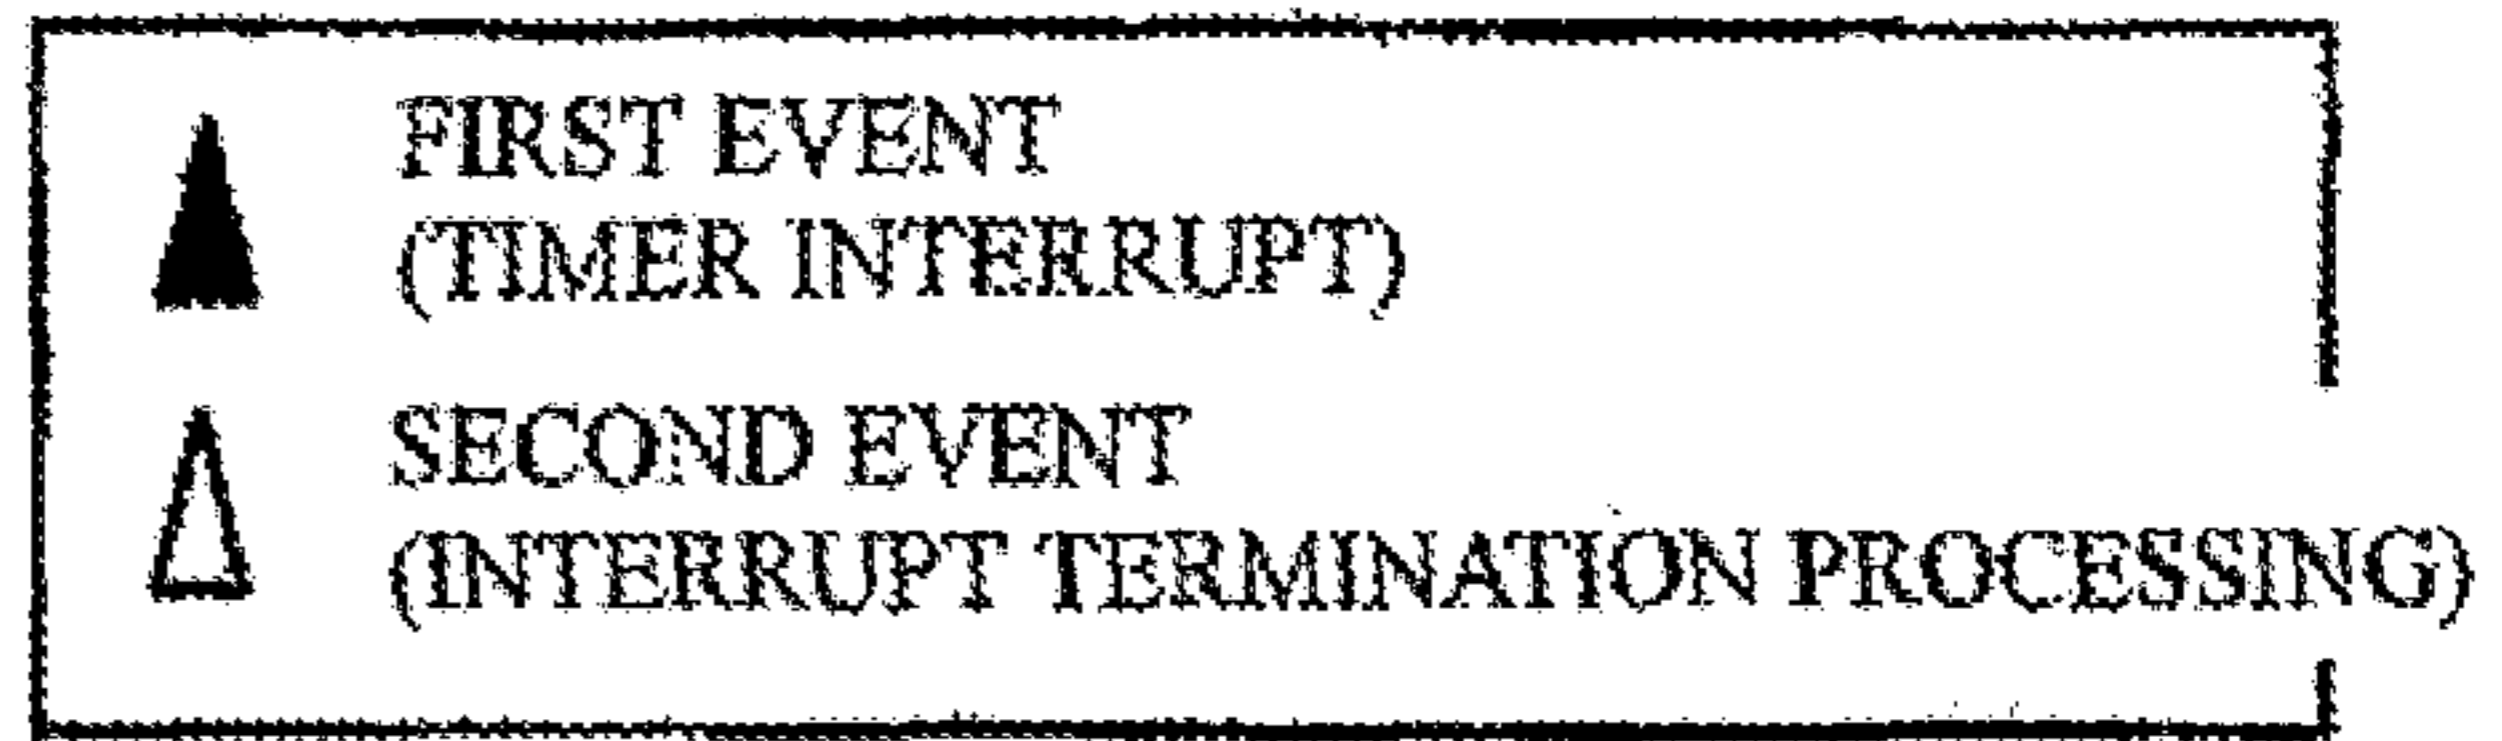 FIRST EVENT
(TIMER INTERRUPT)
SECOND EVENT
(INTERRUPT TERMINATION PROCESSING)